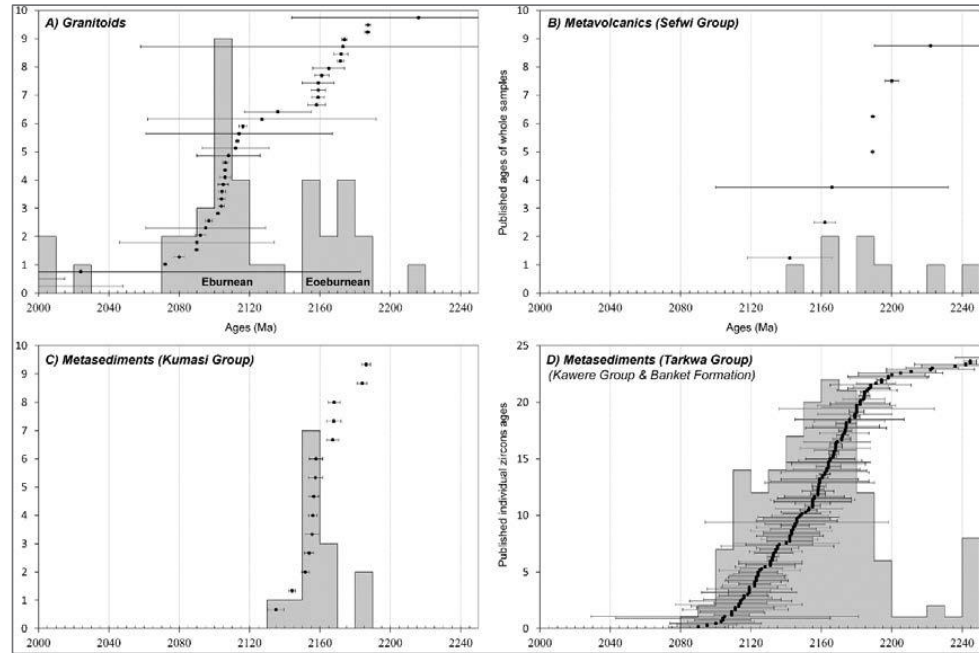 A) Granitoids
10
9
8
7
6
5
4
3
2
1
0
Eburnean
Eoeburnean
2000 2040 2080 2120 2160 2200 2240
Ages (Ma)
B) Metavolcanics (Sefwi Group)
Published ages of whole samples
10
9
8
7
6
5
4
3
2
1
0
2000 2040 2080 2120 2160 2200 2240
Ages (Ma)
C) Metasediments (Kumasi Group)
10
9
8
7
6
5
4
3
2
1
0
2000 2040 2080 2120 2160 2200 2240
D) Metasediments (Tarkwa Group)
(Kawere Group & Banket Formation)
Published individual zircons ages
25
20
15
10
5
0
2000 2040 2080 2120 2160 2200 2240